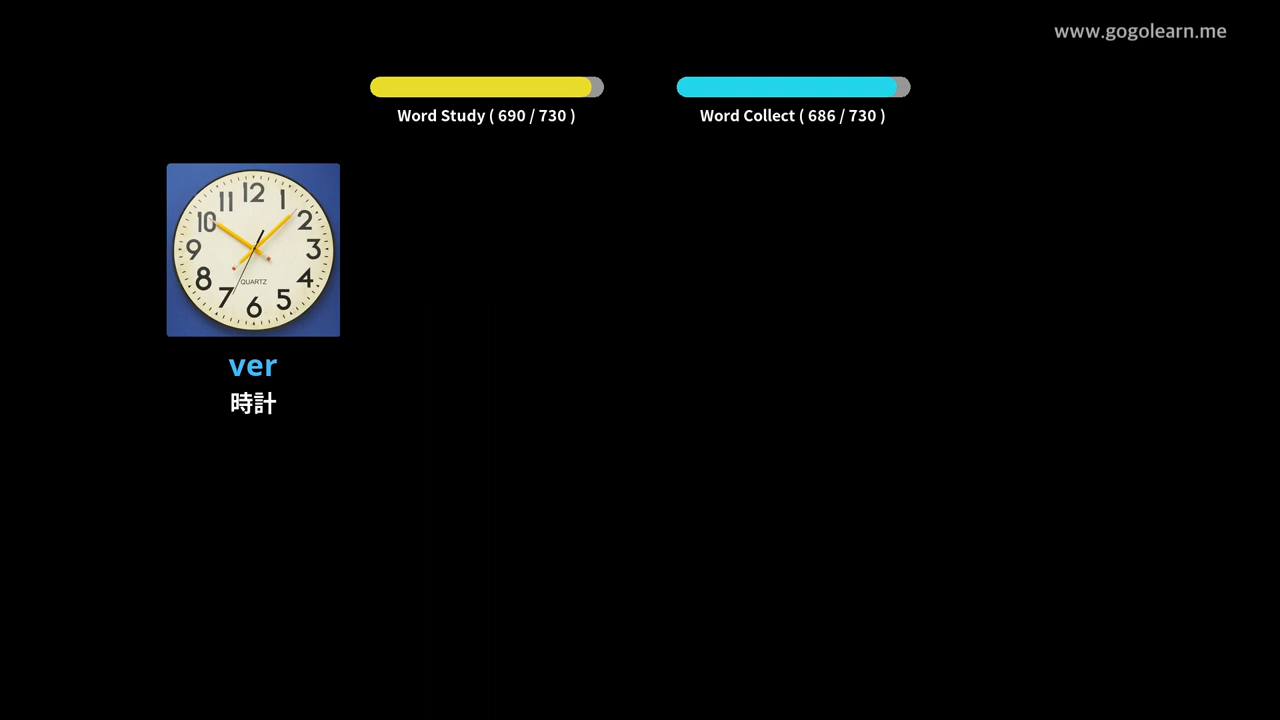 www.gogolearn.me
Word Study ( 690 / 730 )
Word Collect ( 686 / 730 )
12
11
1
10
2
9
3
8
4
QUARTZ
7
5
6
ver
時計